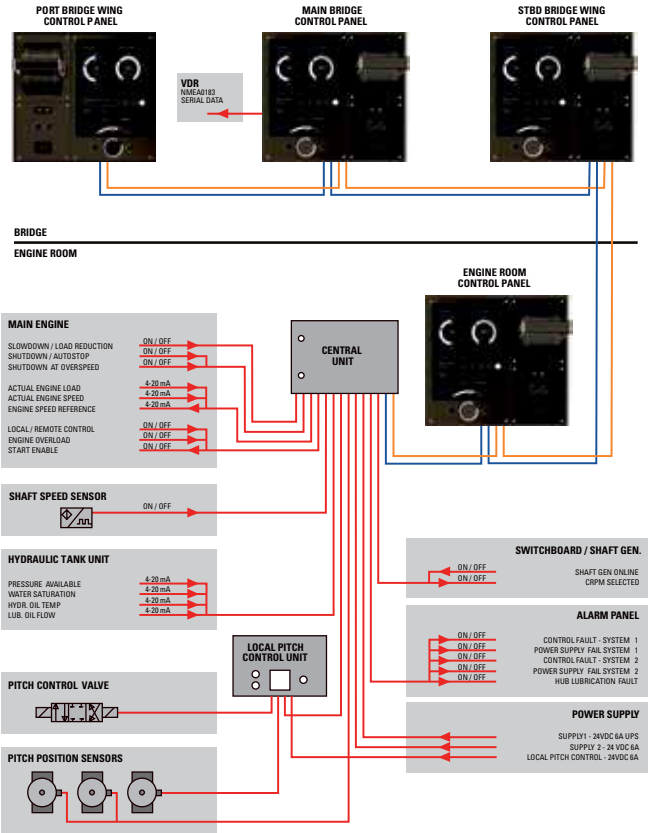 PORT BRIDGE WING
CONTROL PANEL
MAIN BRIDGE
CONTROL PANEL
STBD BRIDGE WING
CONTROL PANEL
VDR
NMEA0183
SERIAL DATA
BRIDGE
ENGINE ROOM
ENGINE ROOM
CONTROL PANEL
MAIN ENGINE
SLOWDOWN / LOAD REDUCTION ON / OFF
SHUTDOWN / AUTOSTOP ON / OFF
SHUTDOWN AT OVERSPEED ON / OFF
ACTUAL ENGINE LOAD 4-20 mA
ACTUAL ENGINE SPEED 4-20 mA
ENGINE SPEED REFERENCE 4-20 mA
LOCAL / REMOTE CONTROL ON / OFF
ENGINE OVERLOAD ON / OFF
START ENABLE ON / OFF
CENTRAL
UNIT
SHAFT SPEED SENSOR
ON / OFF
HYDRAULIC TANK UNIT
PRESSURE AVAILABLE 4-20 mA
WATER SATURATION 4-20 mA
HYDR. OIL TEMP 4-20 mA
LUB. OIL FLOW 4-20 mA
LOCAL PITCH
CONTROL UNIT
PITCH CONTROL VALVE
PITCH POSITION SENSORS
SWITCHBOARD / SHAFT GEN.
ON / OFF SHAFT GEN ONLINE
ON / OFF CRPM SELECTED
ALARM PANEL
ON / OFF CONTROL FAULT - SYSTEM 1
ON / OFF POWER SUPPLY FAIL SYSTEM 1
ON / OFF CONTROL FAULT - SYSTEM 2
ON / OFF POWER SUPPLY FAIL SYSTEM 2
ON / OFF HUB LUBRICATION FAULT
POWER SUPPLY
SUPPLY1 - 24VDC 6A UPS
SUPPLY 2 - 24 VDC 6A
LOCAL PITCH CONTROL - 24VDC 6A